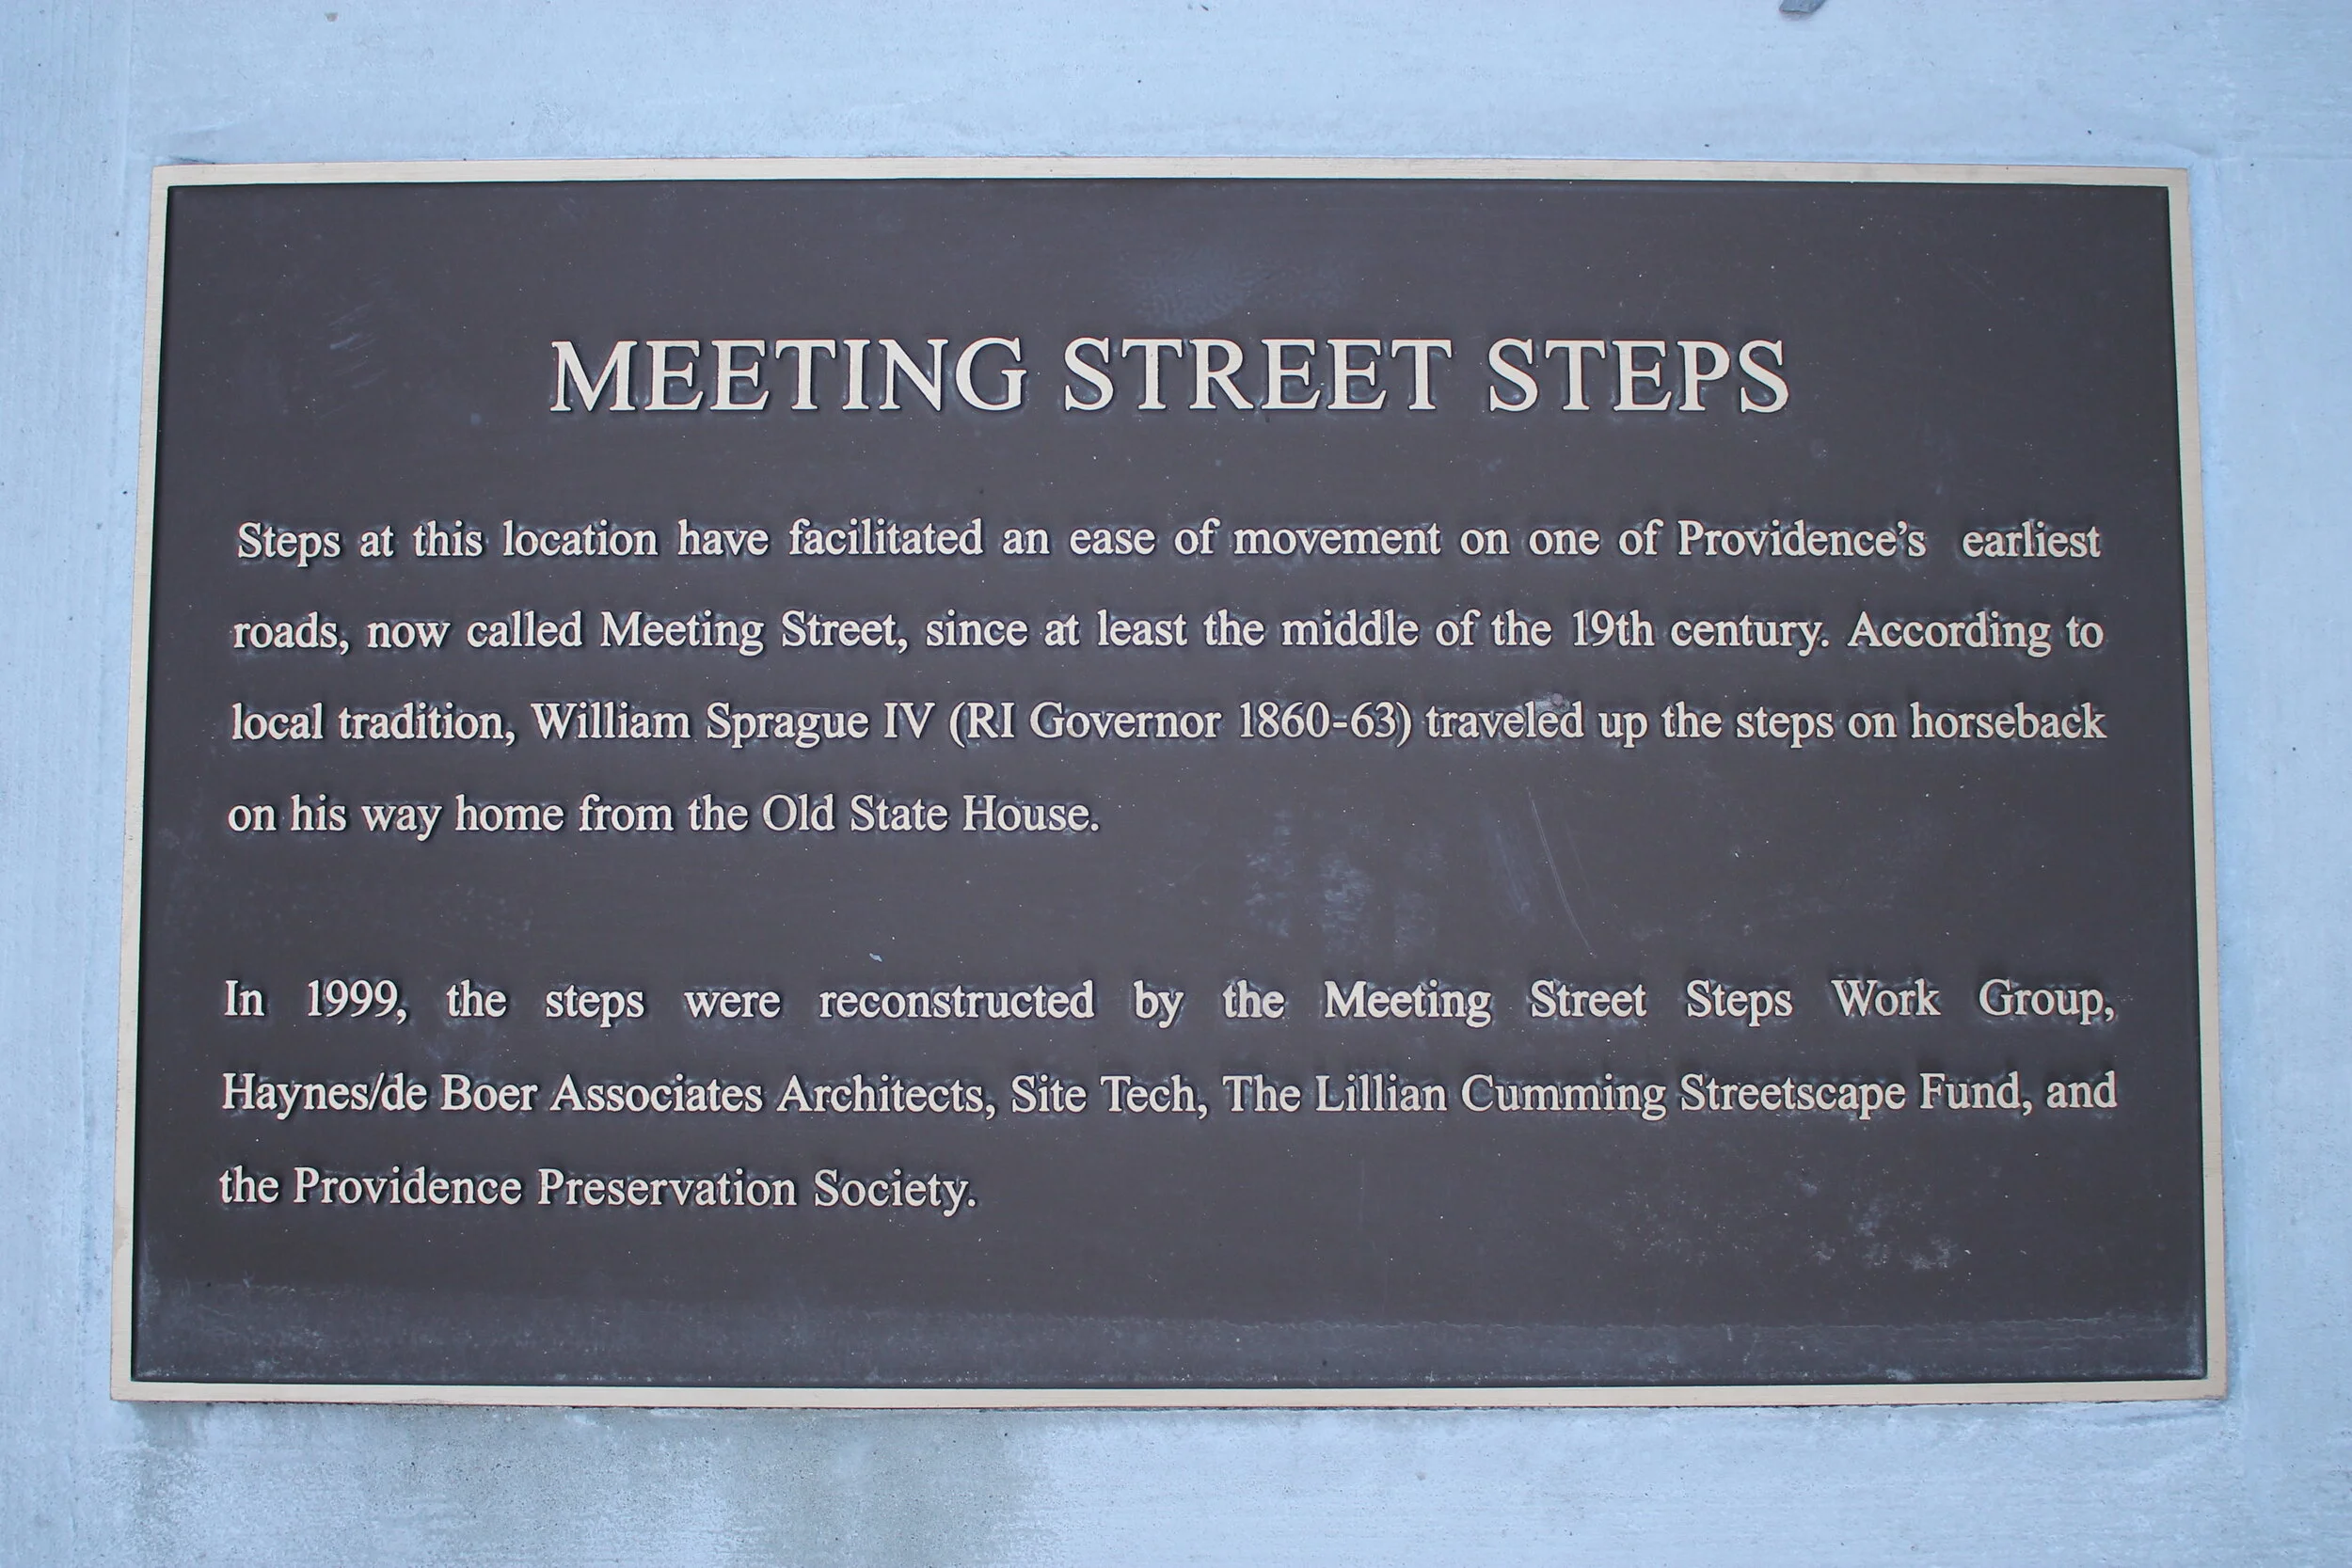 MEETING STREET STEPS
Steps at this location have facilitated an ease of movement on one of Providence's earliest
roads, now called Meeting Street, since at least the middle of the 19th century. According to
local tradition, William Sprague IV (RI Governor 1860-63) traveled up the steps on horseback
on his way home from the Old State House.
In 1999, the steps were reconstructed by the Meeting Street Steps Work Group,
Haynes/de Boer Associates Architects, Site Tech, The Lillian Cumming Streetscape Fund, and
the Providence Preservation Society.